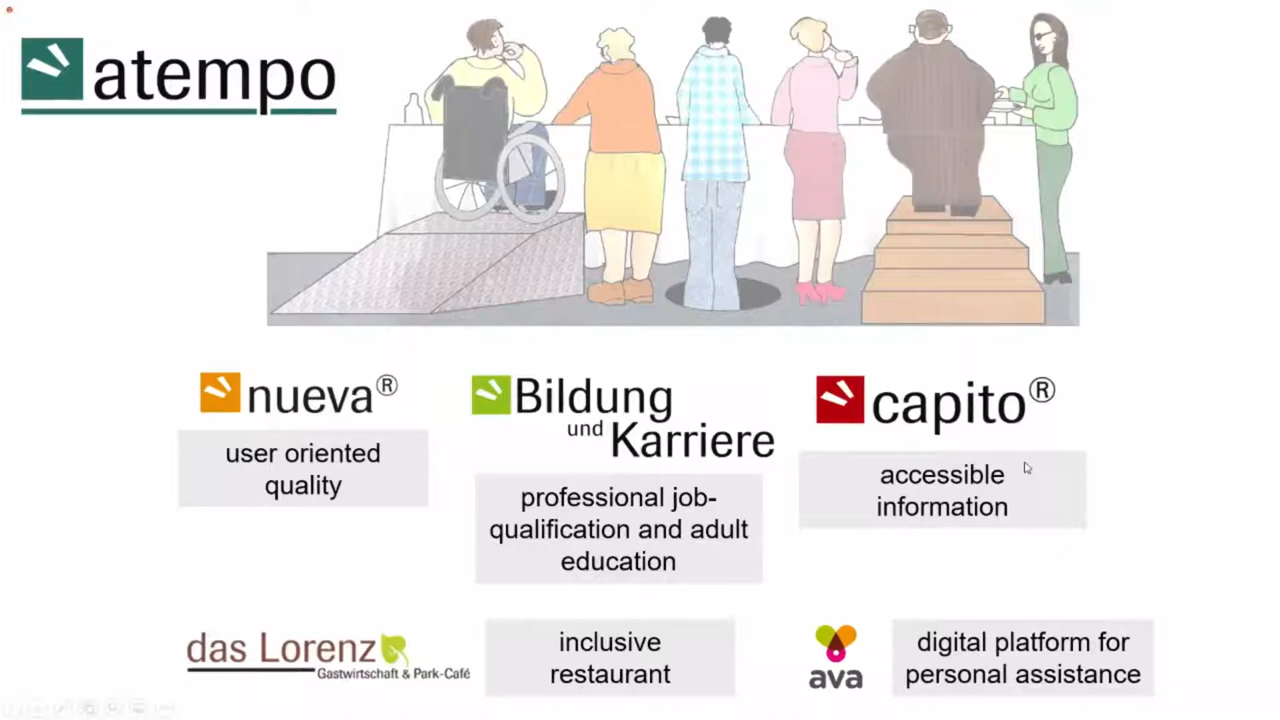 atempo
nueva®
Bildung
und Karriere
capito®
user oriented
quality
professional job-
qualification and adult
education
accessible
information
das Lorenz
Gastwirtschaft & Park-Café
inclusive
restaurant
ava
digital platform for
personal assistance